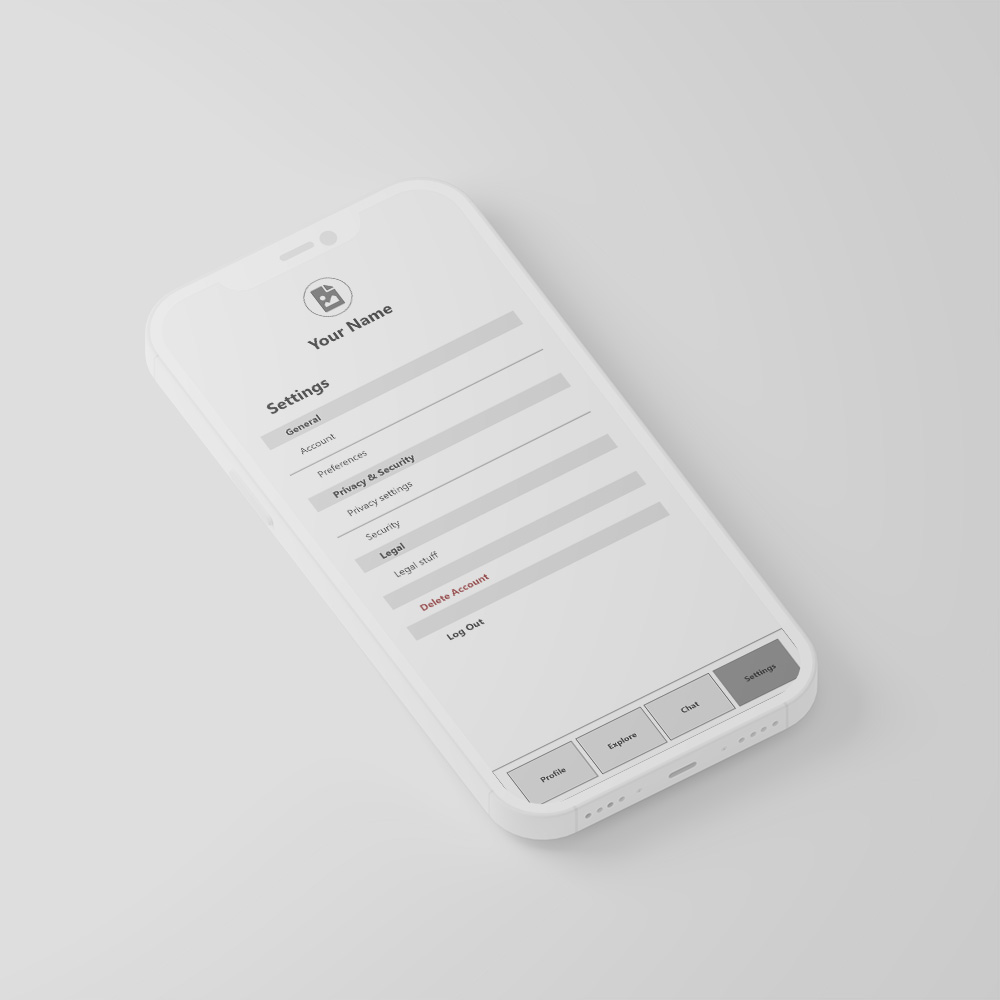 Your Name
Settings
General
Account
Preferences
Privacy & Security
Privacy settings
Security
Legal
Legal stuff
Delete Account
Log Out
Profile
Explore
Chat
Settings